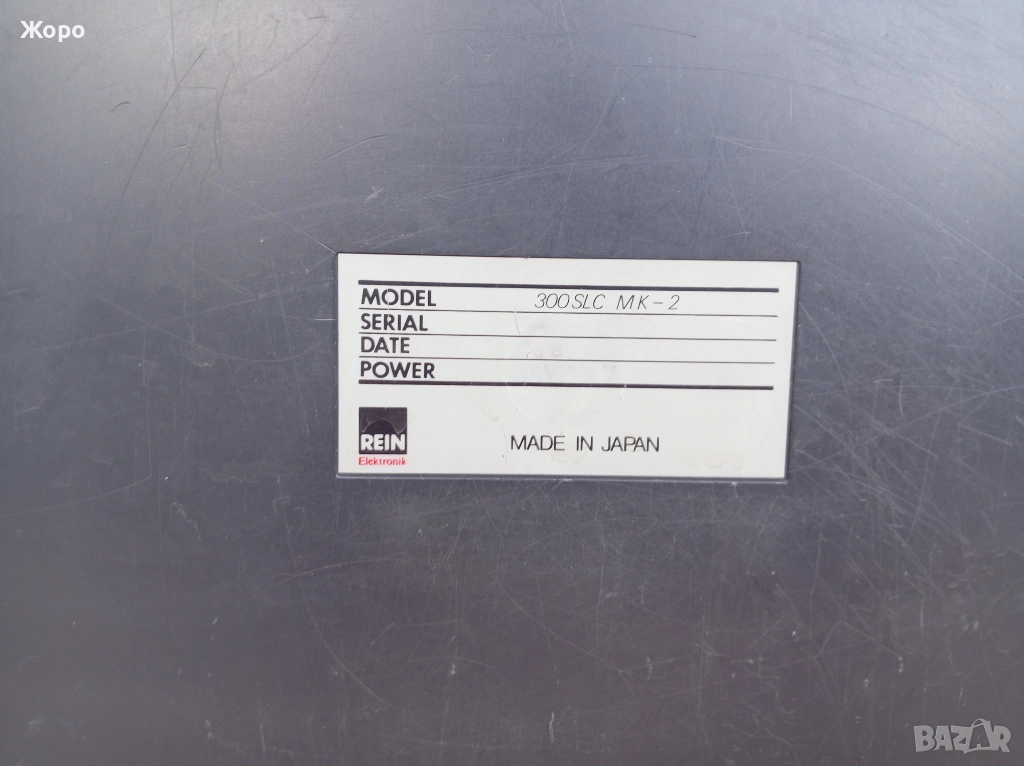 Жоро
MODEL 300SLC MK-2
SERIAL
DATE
POWER
REIN
Elektronik
MADE IN JAPAN
BAZAR